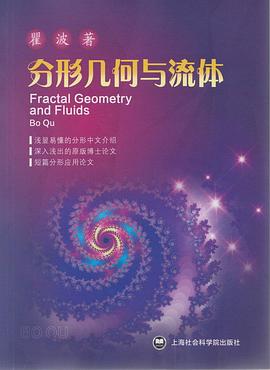 瞿波著
分形几何与流体
Fractal Geometry
and Fluids
Bo Qu
浅显易懂的分形中文介绍
深入浅出的原版博士论文
短篇分形应用论文
BO QU
上海社会科学院出版社